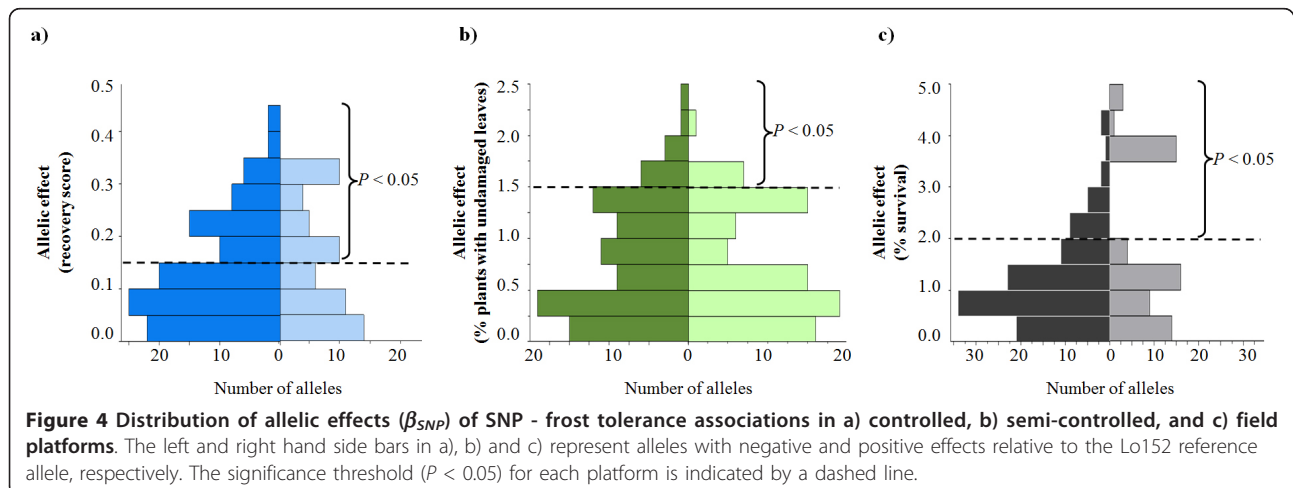 a)
Allelic effect
(recovery score)
0.5
0.4
0.3
0.2
0.1
0.0
P < 0.05
20 10 0 10 20
Number of alleles
b)
Allelic effect
(% plants with undamaged leaves)
2.5
2.0
1.5
1.0
0.5
0.0
P < 0.05
20 10 0 10 20
Number of alleles
c)
Allelic effect
(% survival)
5.0
4.0
3.0
2.0
1.0
0.0
P < 0.05
30 20 10 0 10 20 30
Number of alleles
Figure 4 Distribution of allelic effects (βSNP) of SNP - frost tolerance associations in a) controlled, b) semi-controlled, and c) field
platforms. The left and right hand side bars in a), b) and c) represent alleles with negative and positive effects relative to the Lo152 reference
allele, respectively. The significance threshold (P < 0.05) for each platform is indicated by a dashed line.